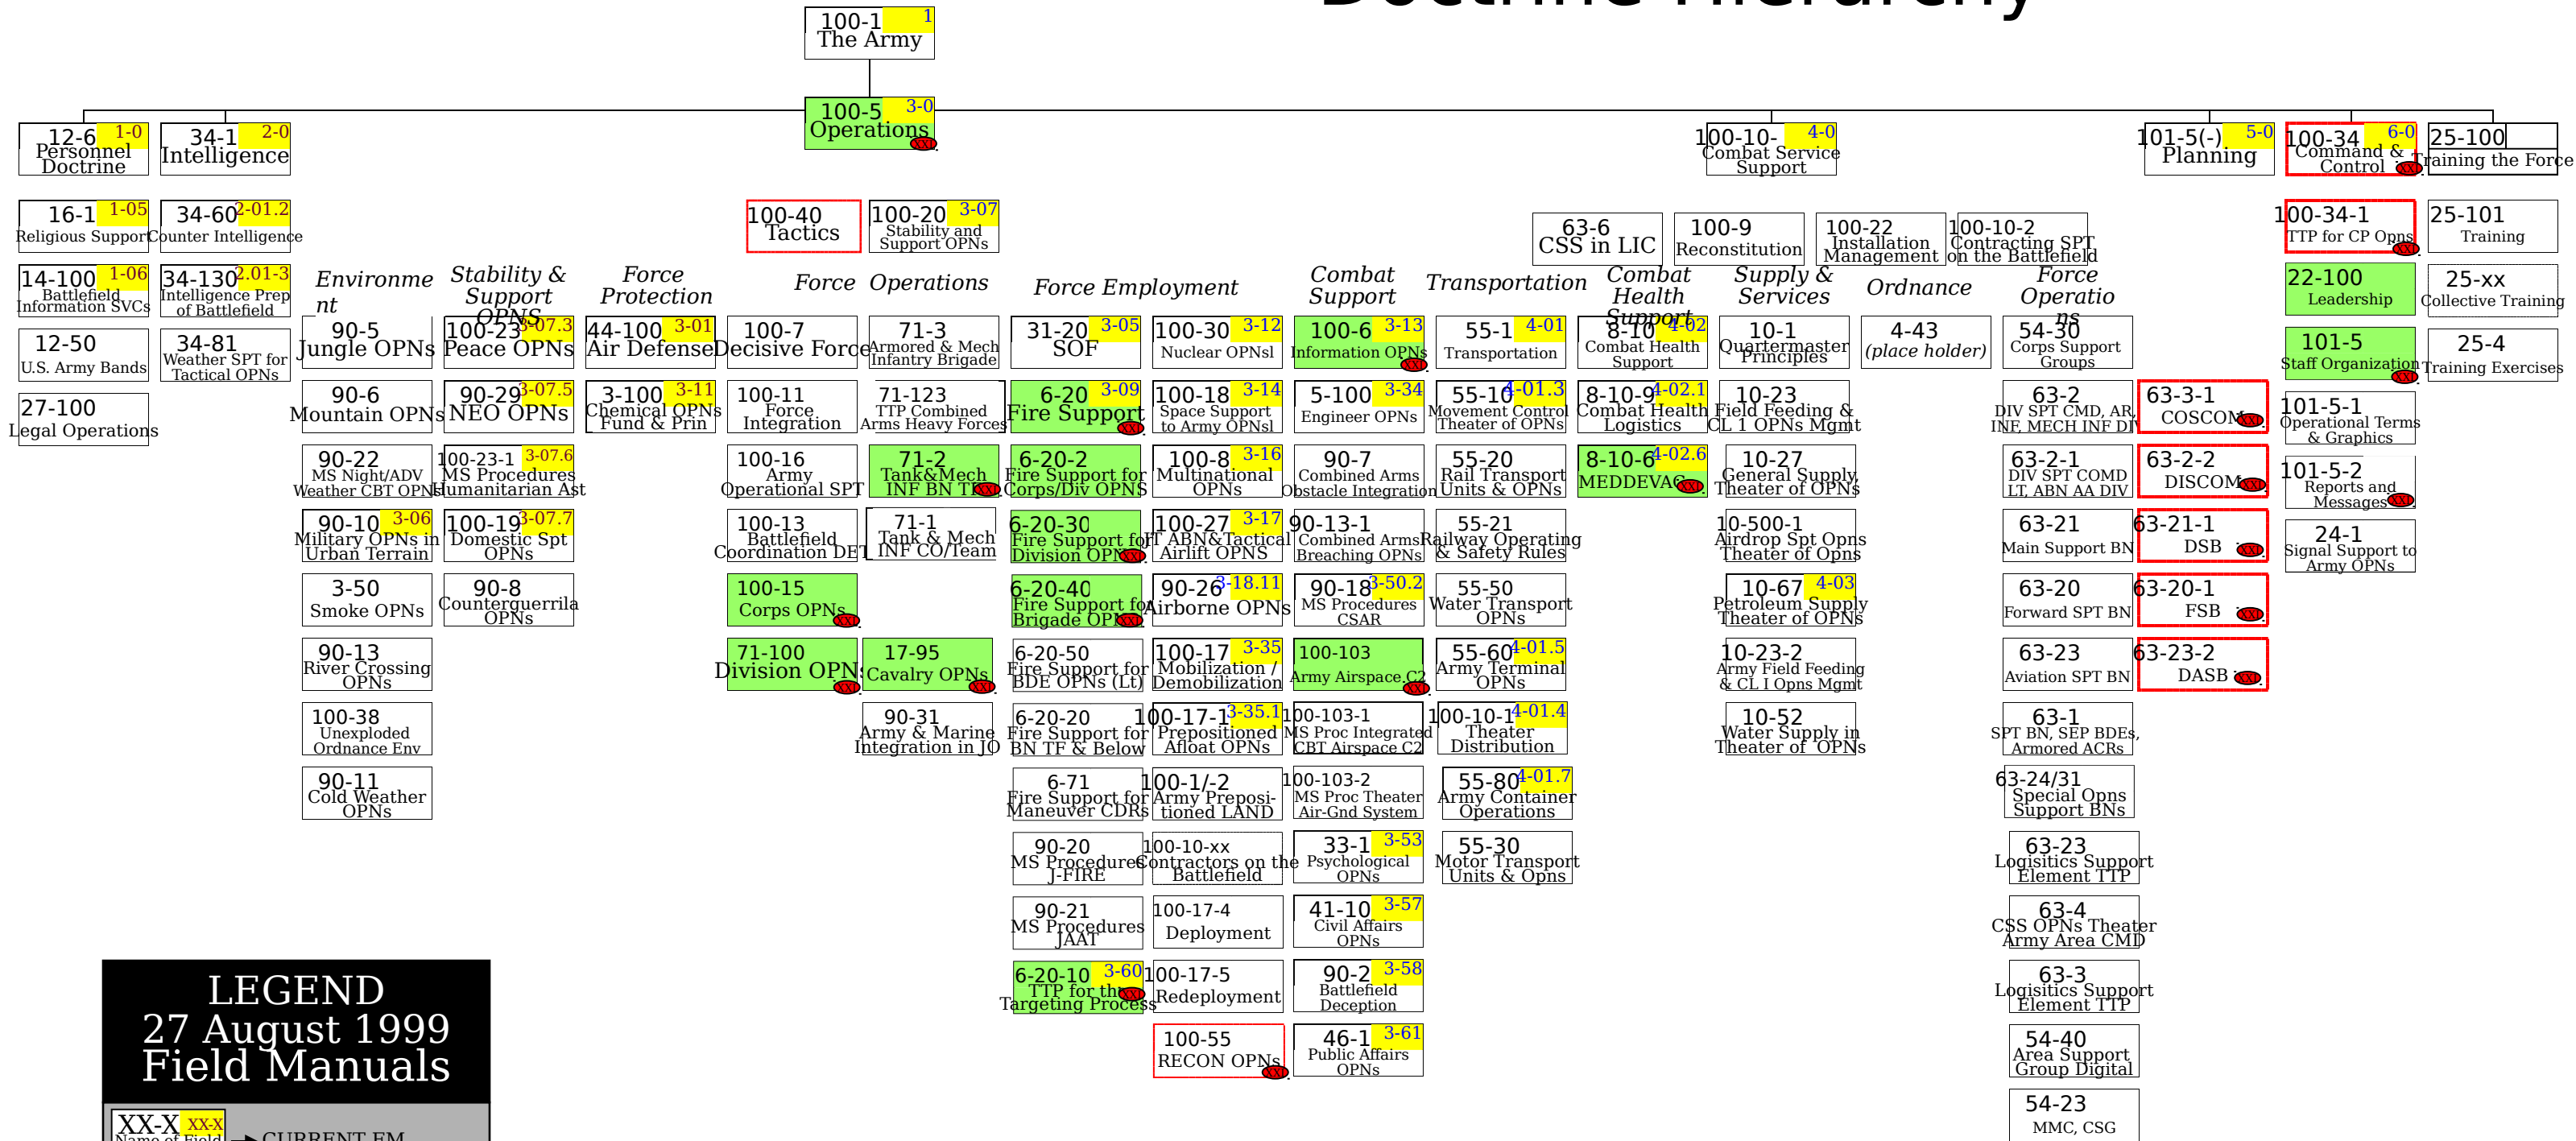 Doctrine Hierarchy
100-1 1
The Army
100-5 3-0
Operations
12-6 1-0
Personnel
Doctrine
34-1 2-0
Intelligence
100-10- 4-0
Combat Service
Support
101-5(-) 5-0
Planning
100-34 6-0
Command &
Control
25-100
Training the Force
16-1 1-05
Religious Support
34-60 2-01.2
Counter Intelligence
100-40
Tactics
100-20 3-07
Stability and
Support OPNs
63-6
CSS in LIC
100-9
Reconstitution
100-22
Installation
Management
100-10-2
Contracting SPT
on the Battlefield
100-34-1
TTP for CP Opns
25-101
Training
14-100 1-06
Battlefield
Information SVCs
34-130 2.01-3
Intelligence Prep
of Battlefield
12-50
U.S. Army Bands
34-81
Weather SPT for
Tactical OPNs
27-100
Legal Operations
Environme
nt
90-5
Jungle OPNs
90-6
Mountain OPNs
90-22
MS Night/ADV
Weather CBT OPNs
90-10 3-06
Military OPNs in
Urban Terrain
3-50
Smoke OPNs
90-13
River Crossing
OPNs
100-38
Unexploded
Ordnance Env
90-11
Cold Weather
OPNs
Stability &
Support
OPNS
100-23 3-07.3
Peace OPNs
90-29 3-07.5
NEO OPNs
100-23-1 3-07.6
MS Procedures
Humanitarian Ast
100-19 3-07.7
Domestic Spt
OPNs
90-8
Counterguerrila
OPNs
Force
Protection
44-100 3-01
Air Defense
3-100 3-11
Chemical OPNs
Fund & Prin
Force Operations
100-7
Decisive Force
100-11
Force
Integration
100-16
Army
Operational SPT
100-13
Battlefield
Coordination DET
100-15
Corps OPNs
71-100
Division OPNs
71-3
Armored & Mech
Infantry Brigade
71-123
TTP Combined
Arms Heavy Forces
71-2
Tank&Mech
INF BN TF
71-1
Tank & Mech
INF CO/Team
17-95
Cavalry OPNs
90-31
Army & Marine
Integration in JO
Force Employment
31-20 3-05
SOF
6-20 3-09
Fire Support
6-20-2
Fire Support for
Corps/Div OPNS
6-20-30
Fire Support for
Division OPNs
6-20-40
Fire Support for
Brigade OPNs
6-20-50
Fire Support for
BDE OPNs (Lt)
6-20-20
Fire Support for
BN TF & Below
6-71
Fire Support for
Maneuver CDRs
90-20
MS Procedures
J-FIRE
90-21
MS Procedures
JAAT
6-20-10 3-60
TTP for the
Targeting Process
100-30 3-12
Nuclear OPNsl
100-18 3-14
Space Support
to Army OPNsl
100-8 3-16
Multinational
OPNs
100-27 3-17
JT ABN&Tactical
Airlift OPNS
90-26 3-18.11
Airborne OPNs
100-17 3-35
Mobilization /
Demobilization
100-17-1 3-35.1
Prepositioned
Afloat OPNs
100-1/-2
Army Preposi-
tioned LAND
100-10-xx
Contractors on the
Battlefield
100-17-4
Deployment
100-17-5
Redeployment
100-55
RECON OPNs
Combat
Support
100-6 3-13
Information OPNs
5-100 3-34
Engineer OPNs
90-7
Combined Arms
Obstacle Integration
90-13-1
Combined Arms
Breaching OPNs
90-18 3-50.2
MS Procedures
CSAR
100-103
Army Airspace C2
100-103-1
MS Proc Integrated
CBT Airspace C2
100-103-2
MS Proc Theater
Air-Gnd System
33-1 3-53
Psychological
OPNs
41-10 3-57
Civil Affairs
OPNs
90-2 3-58
Battlefield
Deception
46-1 3-61
Public Affairs
OPNs
Transportation
55-1 4-01
Transportation
55-10 4-01.3
Movement Control
Theater of OPNs
55-20
Rail Transport
Units & OPNs
55-21
Railway Operating
& Safety Rules
55-50
Water Transport
OPNs
55-60 4-01.5
Army Terminal
OPNs
100-10-1 4-01.4
Theater
Distribution
55-80 4-01.7
Army Container
Operations
55-30
Motor Transport
Units & Opns
Combat
Health
Support
8-10 4-02
Combat Health
Support
8-10-9 4-02.1
Combat Health
Logistics
8-10-6 4-02.6
MEDDEVAC
Supply &
Services
10-1
Quartermaster
Principles
10-23
Field Feeding &
CL 1 OPNs Mgmt
10-27
General Supply,
Theater of OPNs
10-500-1
Airdrop Spt Opns
Theater of Opns
10-67 4-03
Petroleum Supply
Theater of OPNs
10-23-2
Army Field Feeding
& CL I Opns Mgmt
10-52
Water Supply in
Theater of OPNs
Ordnance
4-43
(place holder)
Force
Operatio
ns
54-30
Corps Support
Groups
63-2
DIV SPT CMD, AR,
INF, MECH INF DIV
63-2-1
DIV SPT COMD
LT, ABN AA DIV
63-21
Main Support BN
63-20
Forward SPT BN
63-23
Aviation SPT BN
63-1
SPT BN, SEP BDEs,
Armored ACRs
63-24/31
Special Opns
Support BNs
63-23
Logisitics Support
Element TTP
63-4
CSS OPNs Theater
Army Area CMD
63-3
Logisitics Support
Element TTP
54-40
Area Support
Group Digital
54-23
MMC, CSG
63-3-1
COSCOM
63-2-2
DISCOM
63-21-1
DSB
63-20-1
FSB
63-23-2
DASB
22-100
Leadership
101-5
Staff Organization
101-5-1
Operational Terms
& Graphics
101-5-2
Reports and
Messages
24-1
Signal Support to
Army OPNs
25-xx
Collective Training
25-4
Training Exercises
LEGEND
27 August 1999
Field Manuals
XX-X XX-X
Name of Field
CURRENT FM